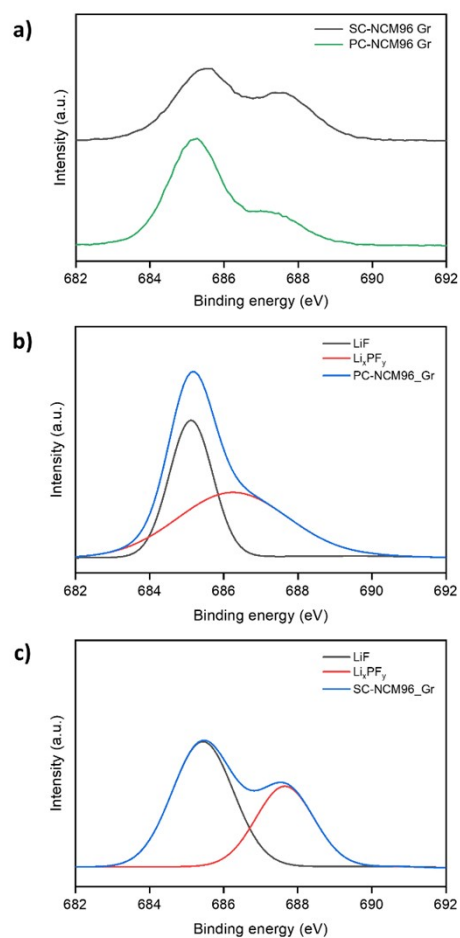 a)
SC-NCM96 Gr
PC-NCM96 Gr
Intensity (a.u.)
682 684 686 688 690 692
Binding energy (eV)
b)
LiF
LiₓPFᵧ
PC-NCM96_Gr
Intensity (a.u.)
682 684 686 688 690 692
Binding energy (eV)
c)
LiF
LiₓPFᵧ
SC-NCM96_Gr
Intensity (a.u.)
682 684 686 688 690 692
Binding energy (eV)